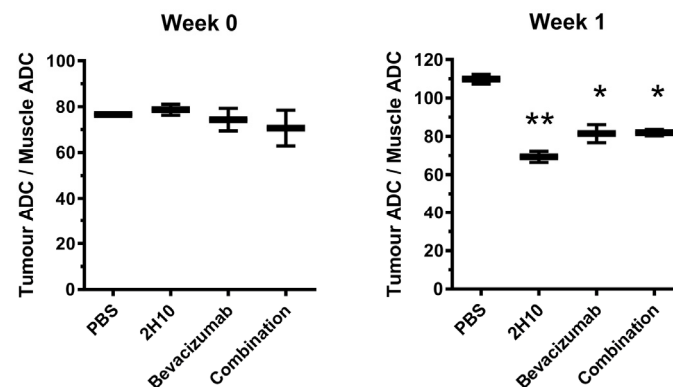 Week 0
Tumour ADC / Muscle ADC
100
80
60
40
20
0
PBS
2H10
Bevacizumab
Combination
Week 1
Tumour ADC / Muscle ADC
120
100
80
60
40
20
0
**
*
*
PBS
2H10
Bevacizumab
Combination